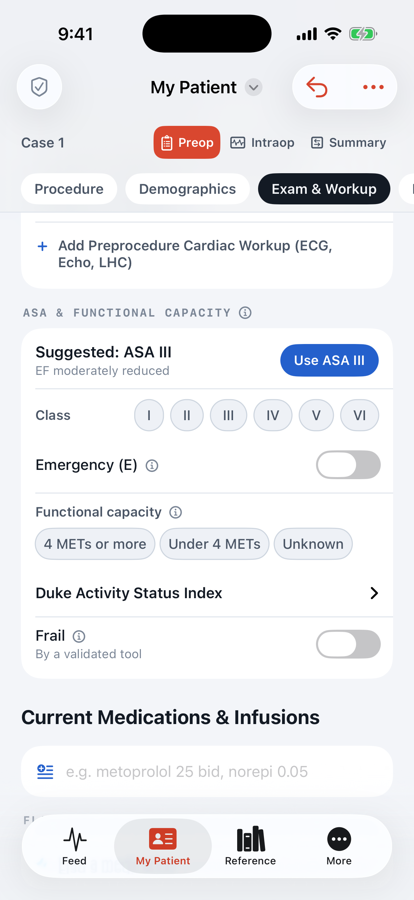 9:41
My Patient
Case 1
Preop
Intraop
Summary
Procedure
Demographics
Exam & Workup
+ Add Preprocedure Cardiac Workup (ECG,
Echo, LHC)
ASA & FUNCTIONAL CAPACITY
Suggested: ASA III
EF moderately reduced
Use ASA III
Class
I
II
III
IV
V
VI
Emergency (E)
Functional capacity
4 METs or more
Under 4 METs
Unknown
Duke Activity Status Index
Frail
By a validated tool
Current Medications & Infusions
e.g. metoprolol 25 bid, norepi 0.05
Feed
My Patient
Reference
More